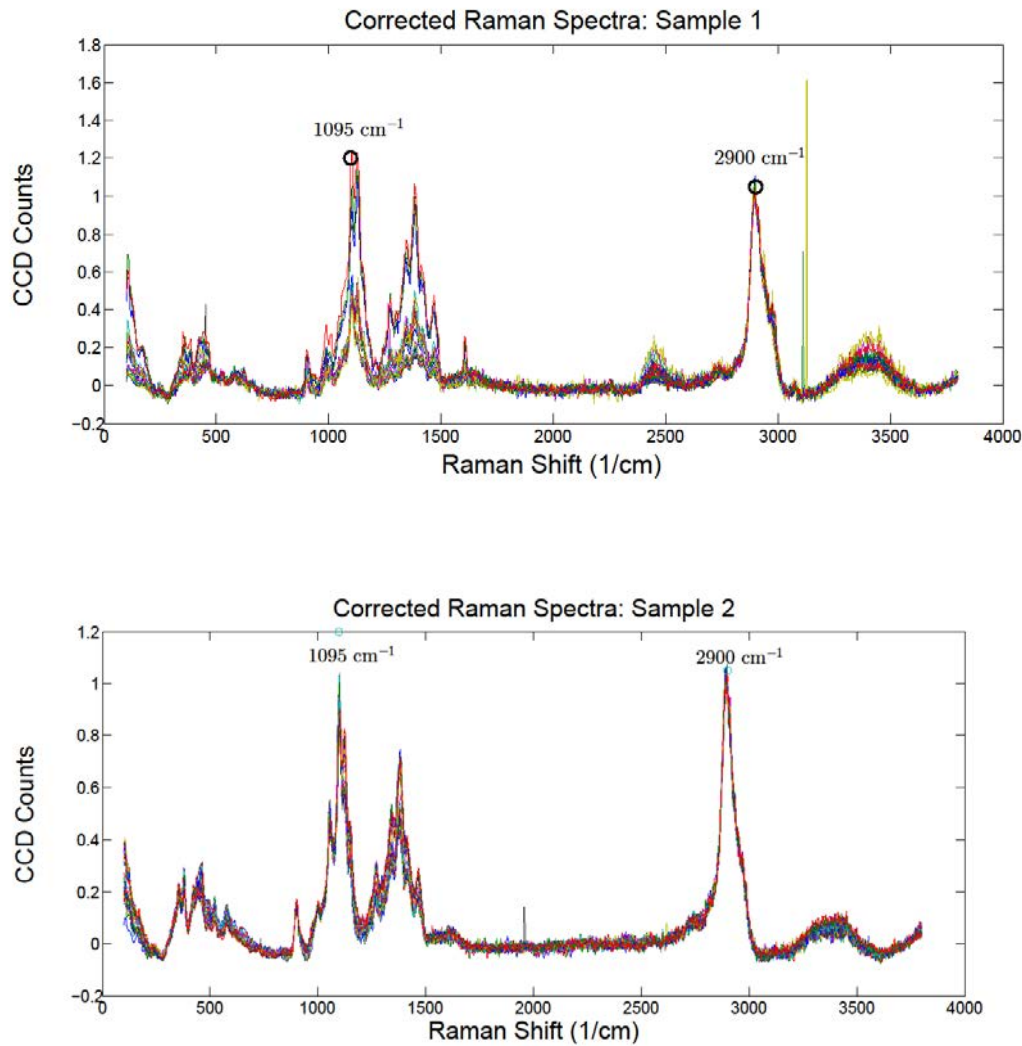 Corrected Raman Spectra: Sample 1
1.8
1.6
1.4
1.2
1
0.8
0.6
0.4
0.2
0
−0.2
CCD Counts
1095 cm⁻¹
2900 cm⁻¹
0 500 1000 1500 2000 2500 3000 3500 4000
Raman Shift (1/cm)
Corrected Raman Spectra: Sample 2
1.2
1
0.8
0.6
0.4
0.2
0
−0.2
CCD Counts
1095 cm⁻¹
2900 cm⁻¹
0 500 1000 1500 2000 2500 3000 3500 4000
Raman Shift (1/cm)